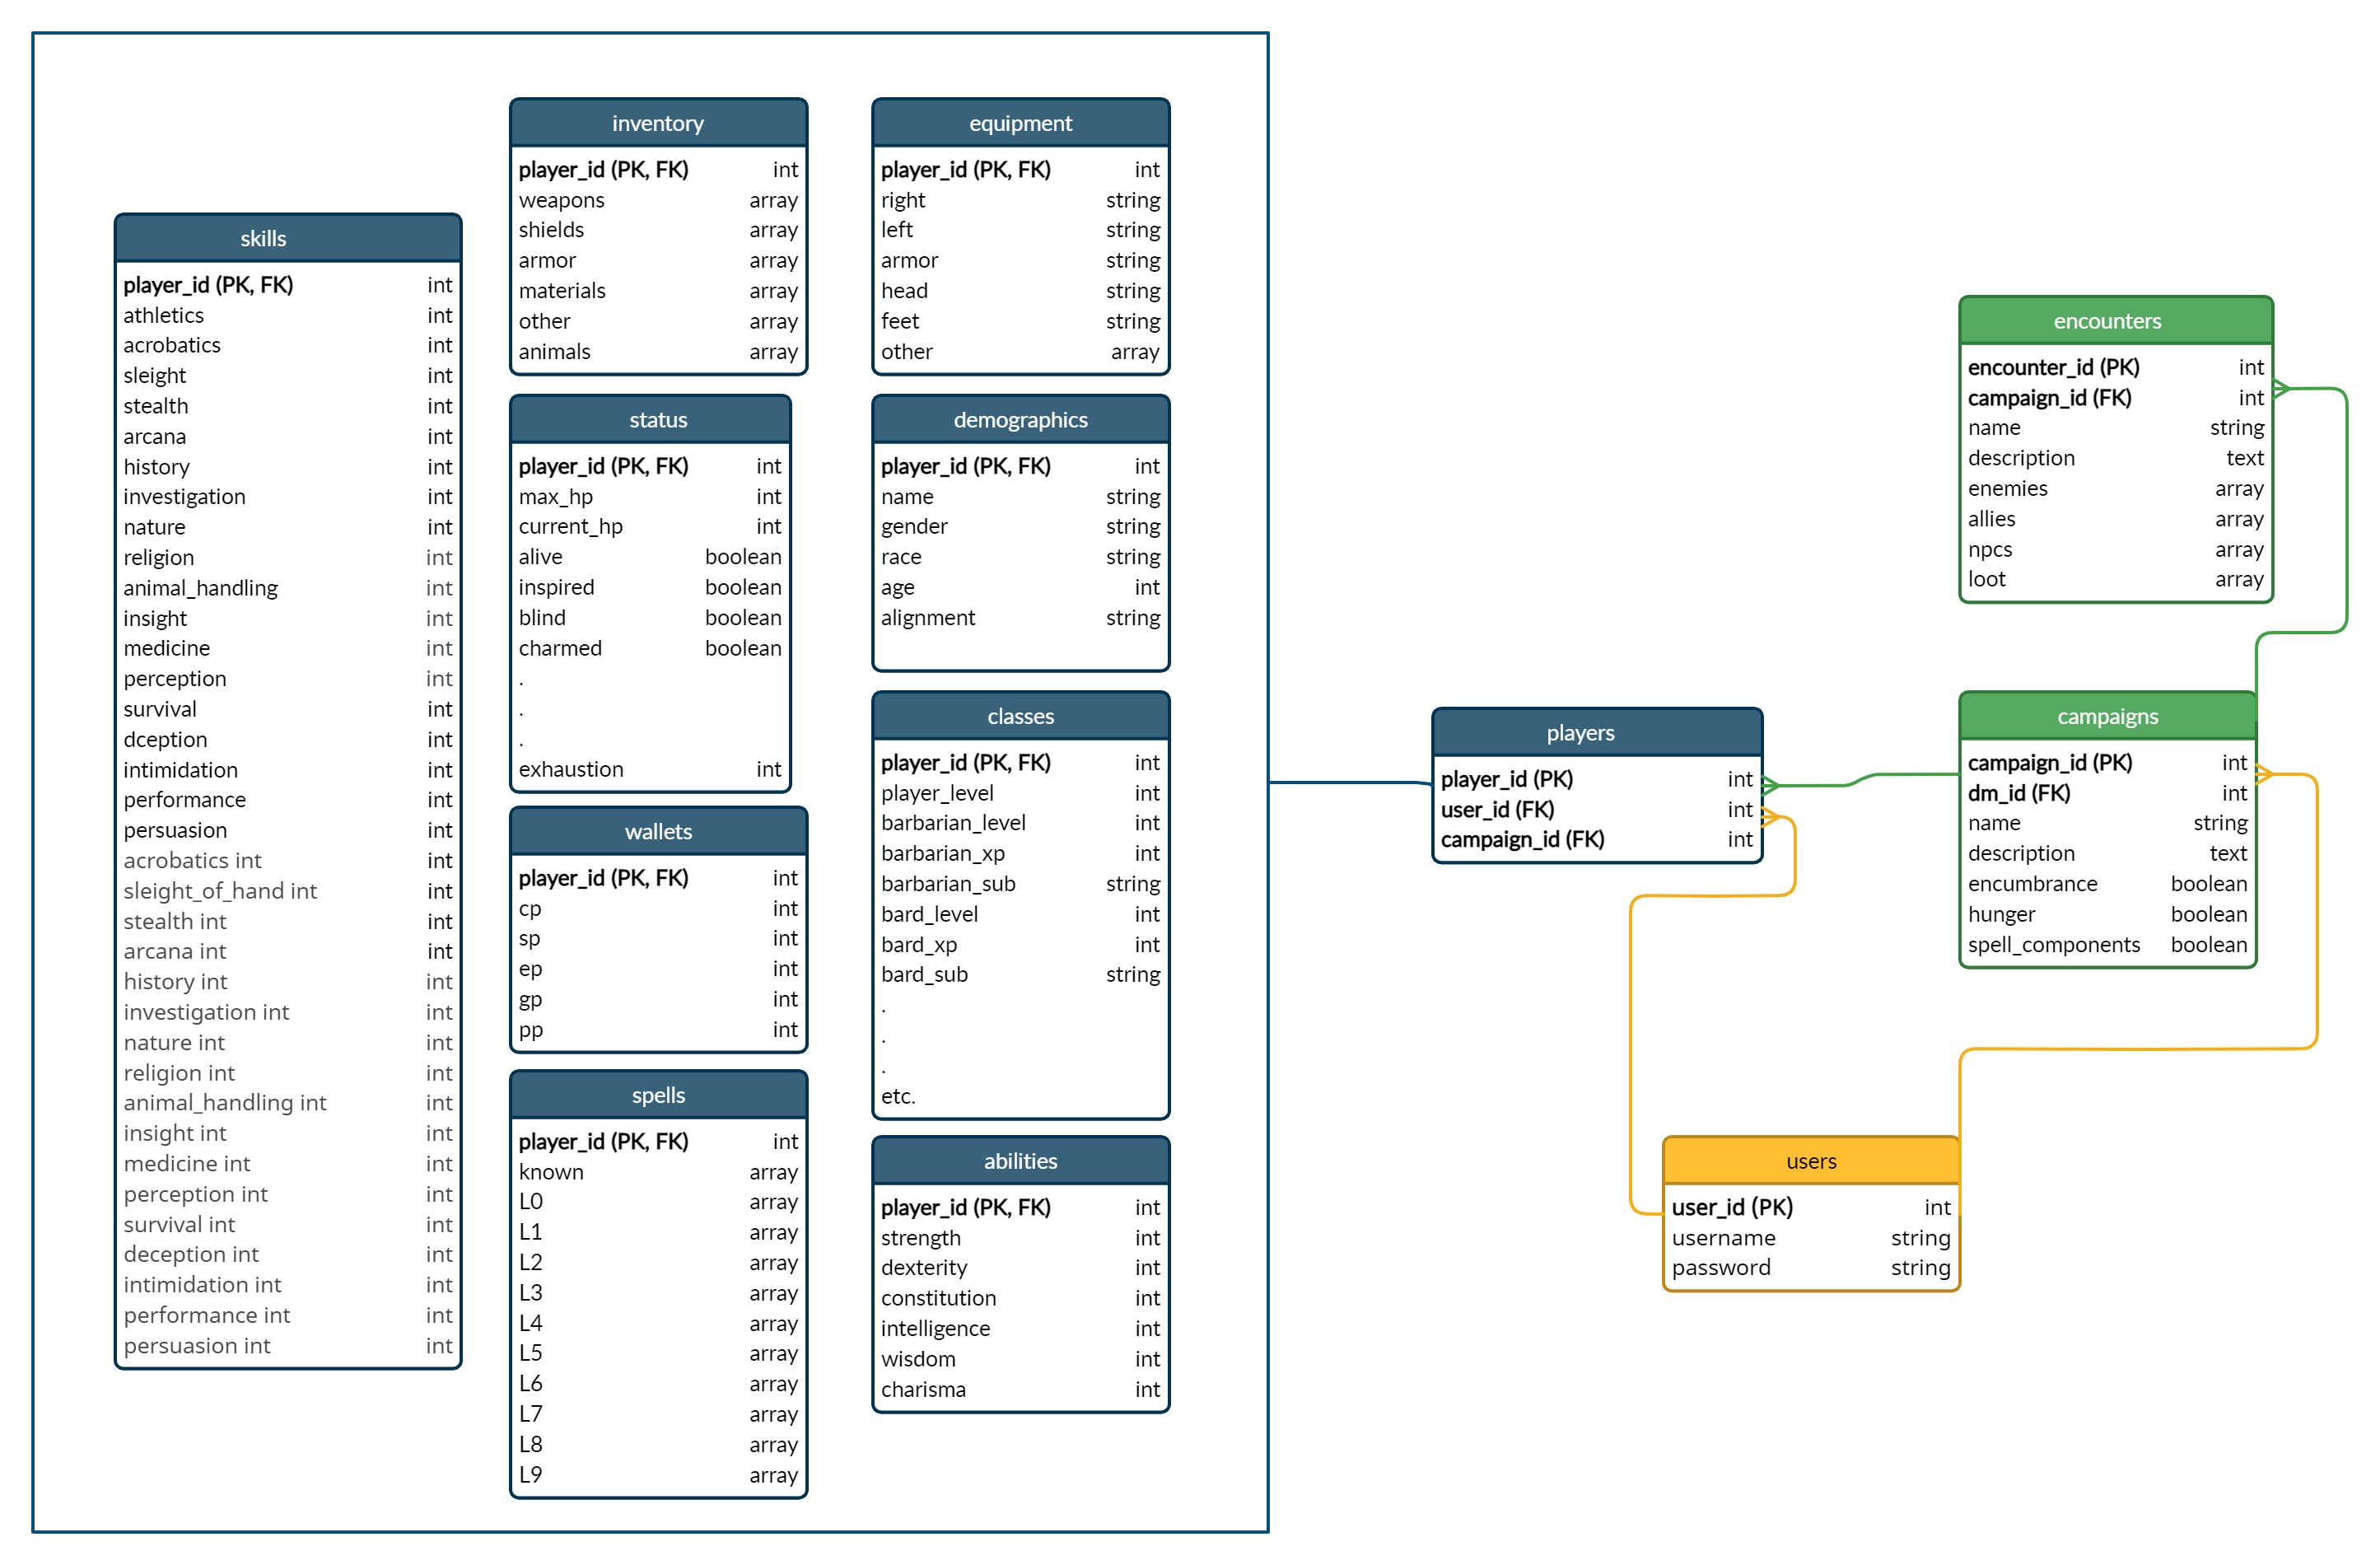 skills
player_id (PK, FK) int
athletics int
acrobatics int
sleight int
stealth int
arcana int
history int
investigation int
nature int
religion int
animal_handling int
insight int
medicine int
perception int
survival int
dception int
intimidation int
performance int
persuasion int
acrobatics int int
sleight_of_hand int int
stealth int int
arcana int int
history int int
investigation int int
nature int int
religion int int
animal_handling int int
insight int int
medicine int int
perception int int
survival int int
deception int int
intimidation int int
performance int int
persuasion int int
inventory
player_id (PK, FK) int
weapons array
shields array
armor array
materials array
other array
animals array
status
player_id (PK, FK) int
max_hp int
current_hp int
alive boolean
inspired boolean
blind boolean
charmed boolean
.
.
.
exhaustion int
wallets
player_id (PK, FK) int
cp int
sp int
ep int
gp int
pp int
spells
player_id (PK, FK) int
known array
L0 array
L1 array
L2 array
L3 array
L4 array
L5 array
L6 array
L7 array
L8 array
L9 array
equipment
player_id (PK, FK) int
right string
left string
armor string
head string
feet string
other array
demographics
player_id (PK, FK) int
name string
gender string
race string
age int
alignment string
classes
player_id (PK, FK) int
player_level int
barbarian_level int
barbarian_xp int
barbarian_sub string
bard_level int
bard_xp int
bard_sub string
.
.
.
etc.
abilities
player_id (PK, FK) int
strength int
dexterity int
constitution int
intelligence int
wisdom int
charisma int
players
player_id (PK) int
user_id (FK) int
campaign_id (FK) int
encounters
encounter_id (PK) int
campaign_id (FK) int
name string
description text
enemies array
allies array
npcs array
loot array
campaigns
campaign_id (PK) int
dm_id (FK) int
name string
description text
encumbrance boolean
hunger boolean
spell_components boolean
users
user_id (PK) int
username string
password string